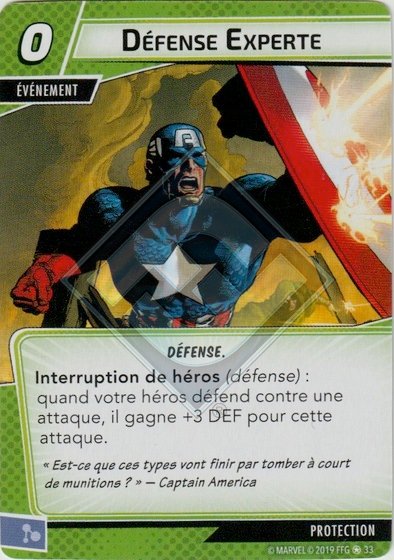 0
DÉFENSE EXPERTE
ÉVÉNEMENT
A
DÉFENSE.
Interruption de héros (défense) :
quand votre héros défend contre une
attaque, il gagne +3 DEF pour cette
attaque.
« Est-ce que ces types vont finir par tomber à court
de munitions ? » — Captain America
PROTECTION
© MARVEL © 2019 FFG 33